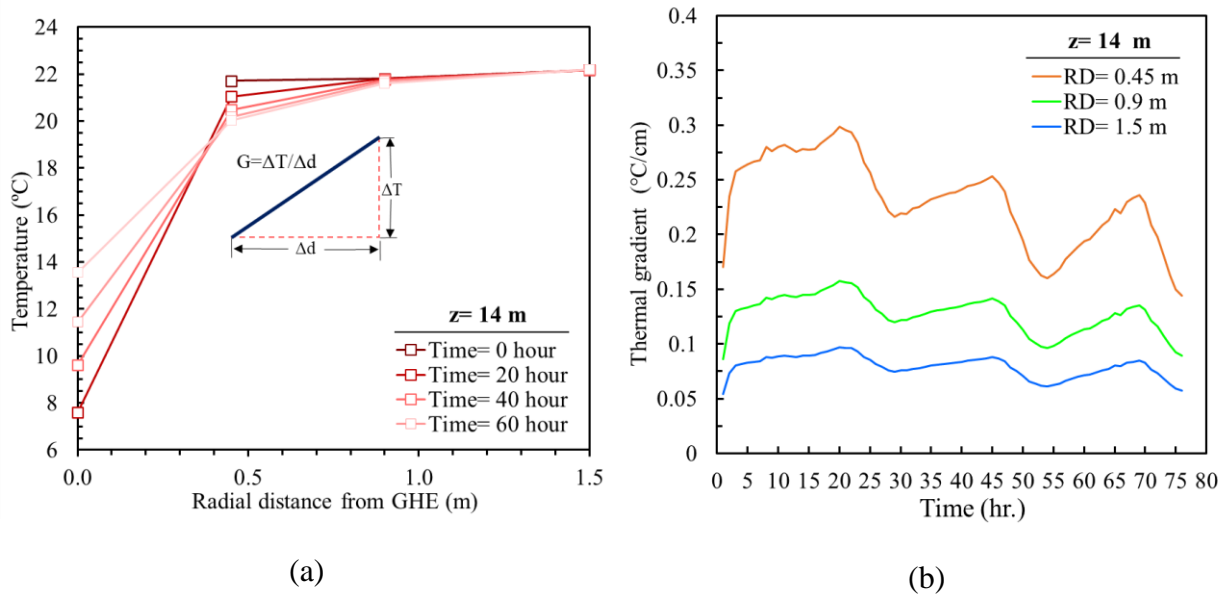 24
22
20
18
16
14
12
10
8
6
Temperature (ºC)
G=ΔT/Δd
ΔT
Δd
z= 14 m
Time= 0 hour
Time= 20 hour
Time= 40 hour
Time= 60 hour
0.0 0.5 1.0 1.5
Radial distance from GHE (m)
(a)
0.4
0.35
0.3
0.25
0.2
0.15
0.1
0.05
0
Thermal gradient (°C/cm)
z= 14 m
RD= 0.45 m
RD= 0.9 m
RD= 1.5 m
0 5 10 15 20 25 30 35 40 45 50 55 60 65 70 75 80
Time (hr.)
(b)